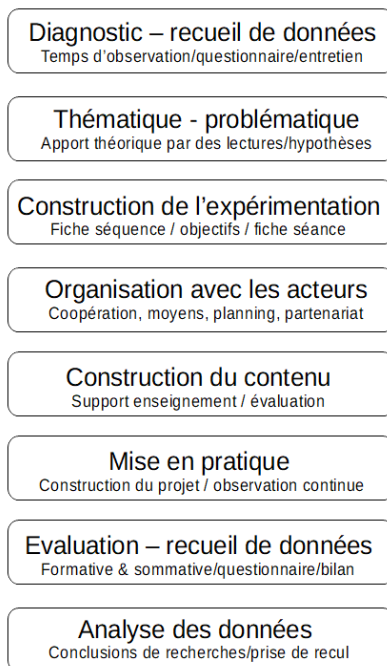 Diagnostic – recueil de données
Temps d'observation/questionnaire/entretien
Thématique - problématique
Apport théorique par des lectures/hypothèses
Construction de l'expérimentation
Fiche séquence / objectifs / fiche séance
Organisation avec les acteurs
Coopération, moyens, planning, partenariat
Construction du contenu
Support enseignement / évaluation
Mise en pratique
Construction du projet / observation continue
Evaluation – recueil de données
Formative & sommative/questionnaire/bilan
Analyse des données
Conclusions de recherches/prise de recul